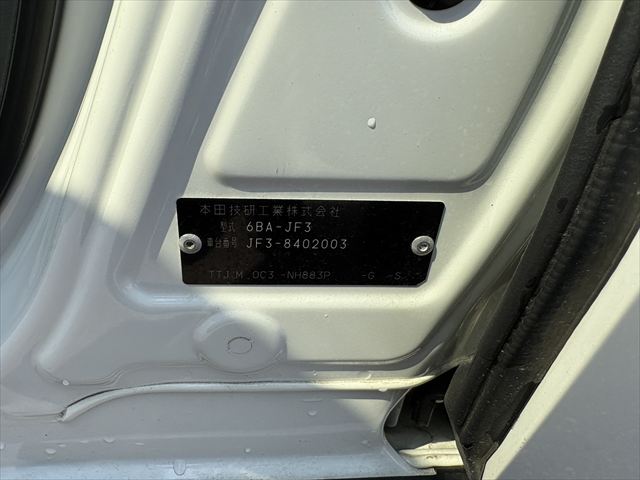 本田技研工業株式会社
型式 6BA-JF3
車台番号 JF3-8402003
TTJ M 0C3 -NH883P -G -S